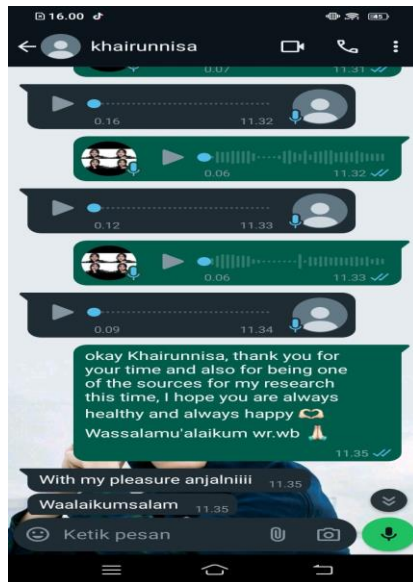 16.00
85
khairunnisa
0.07 11.31
0.16 11.32
0.06 11.32
0.12 11.33
0.06 11.33
0.09 11.34
okay Khairunnisa, thank you for
your time and also for being one
of the sources for my research
this time, I hope you are always
healthy and always happy 🫶🏻
Wassalamu'alaikum wr.wb 🙏🏻
11.35
With my pleasure anjalniiii 11.35
Waalaikumsalam 11.35
Ketik pesan